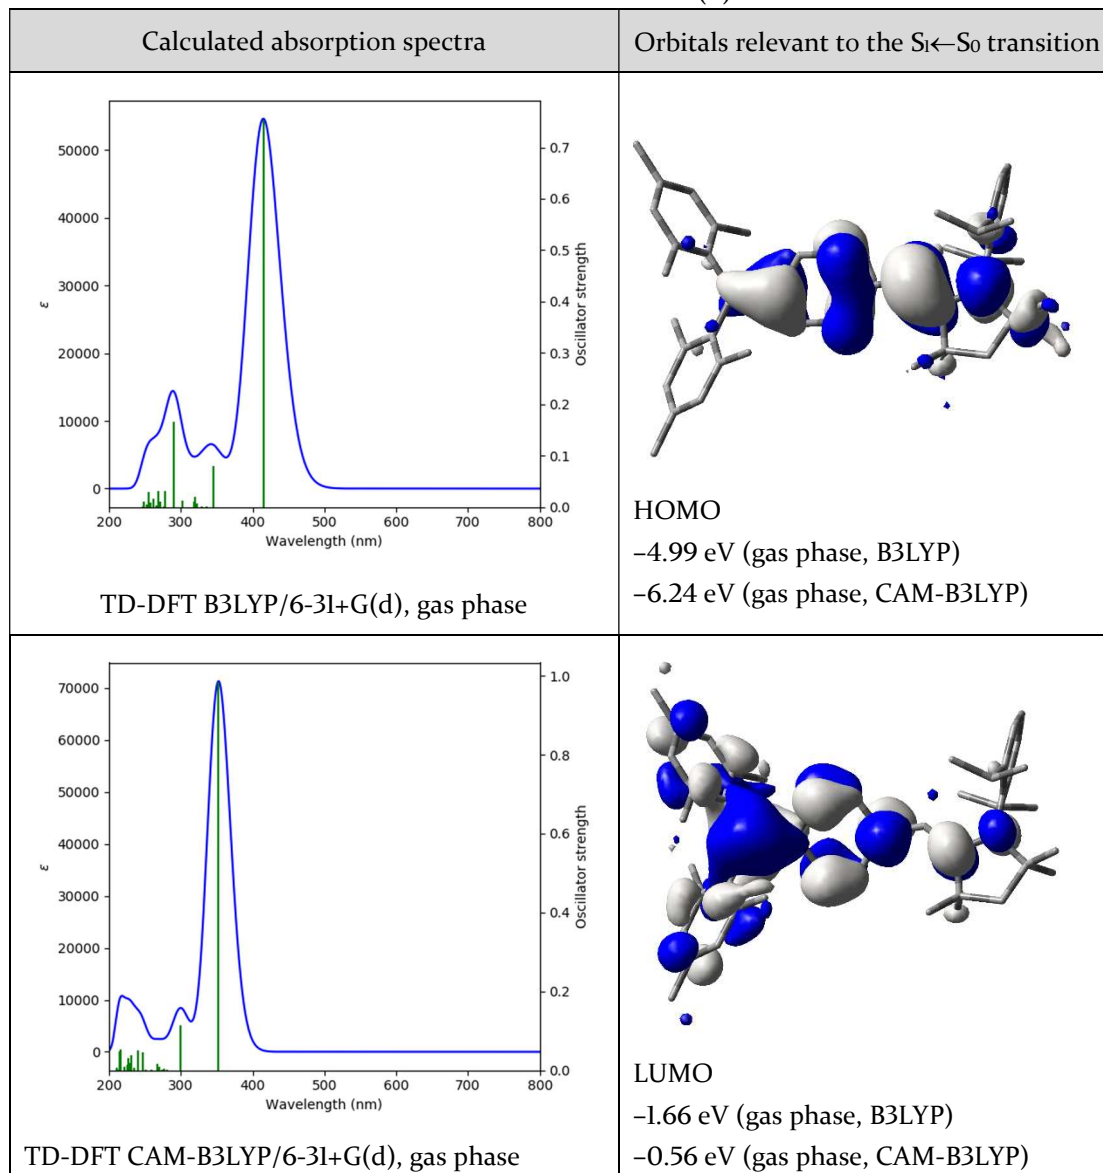 (
Calculated absorption spectra
Orbitals relevant to the S₁←S₀ transition
50000
40000
30000
20000
10000
0
ε
0.7
0.6
0.5
0.4
0.3
0.2
0.1
0.0
Oscillator strength
200 300 400 500 600 700 800
Wavelength (nm)
TD-DFT B3LYP/6-31+G(d), gas phase
HOMO
–4.99 eV (gas phase, B3LYP)
–6.24 eV (gas phase, CAM-B3LYP)
70000
60000
50000
40000
30000
20000
10000
0
ε
1.0
0.8
0.6
0.4
0.2
0.0
Oscillator strength
200 300 400 500 600 700 800
Wavelength (nm)
TD-DFT CAM-B3LYP/6-31+G(d), gas phase
LUMO
–1.66 eV (gas phase, B3LYP)
–0.56 eV (gas phase, CAM-B3LYP)